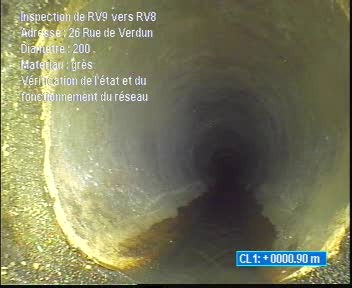 Inspection de RV9 vers RV8
Adresse : 26 Rue de Verdun
Diamètre : 200
Matériau : grès
Vérification de l'état et du
fonctionnement du réseau
CL1: +0000.90 m